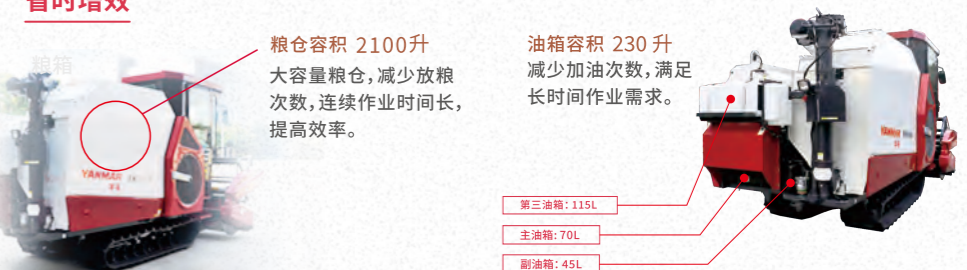 省时增效
粮箱
粮仓容积 2100升
大容量粮仓,减少放粮
次数,连续作业时间长,
提高效率。
油箱容积 230 升
减少加油次数,满足
长时间作业需求。
YANMAR
YANMAR
第三油箱:115L
主油箱:70L
副油箱:45L